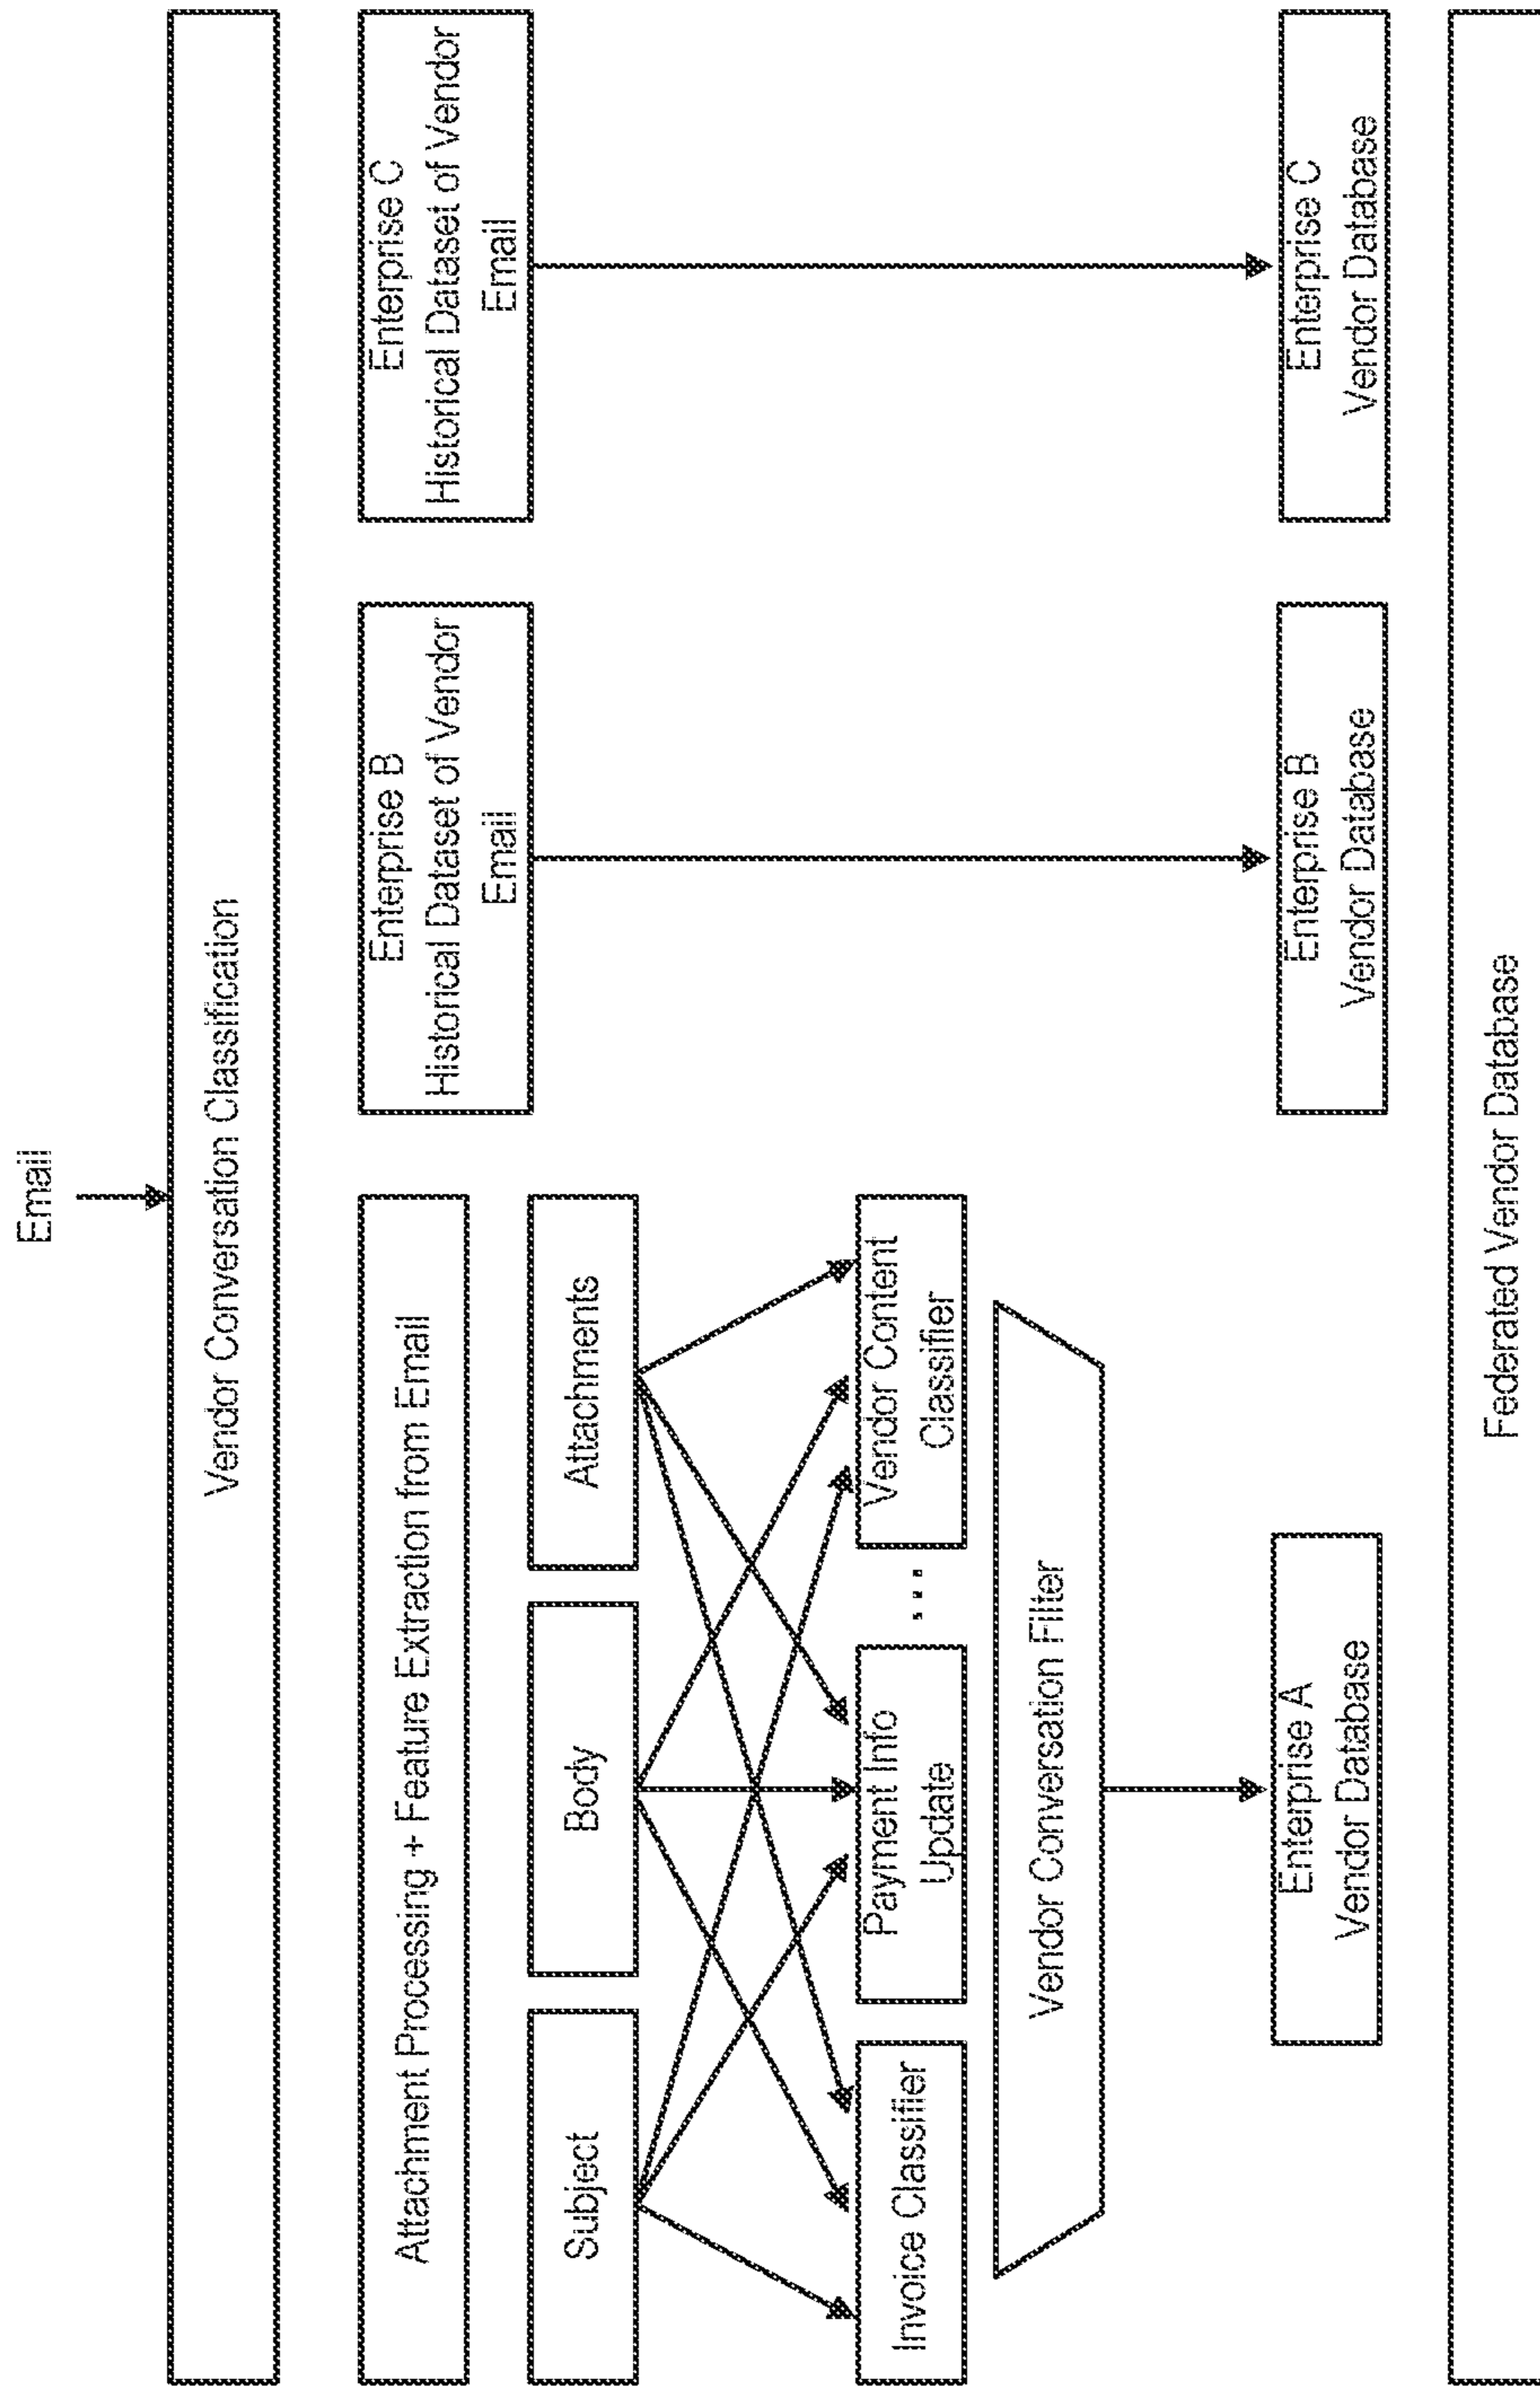 Email
Vendor Conversation Classification
Attachment Processing + Feature Extraction from Email
Subject
Body
Attachments
Invoice Classifier
Payment Info
Update
...
Vendor Content
Classifier
Vendor Conversation Filter
Enterprise A
Vendor Database
Enterprise B
Historical Dataset of Vendor
Email
Enterprise B
Vendor Database
Enterprise C
Historical Dataset of Vendor
Email
Enterprise C
Vendor Database
Federated Vendor Database